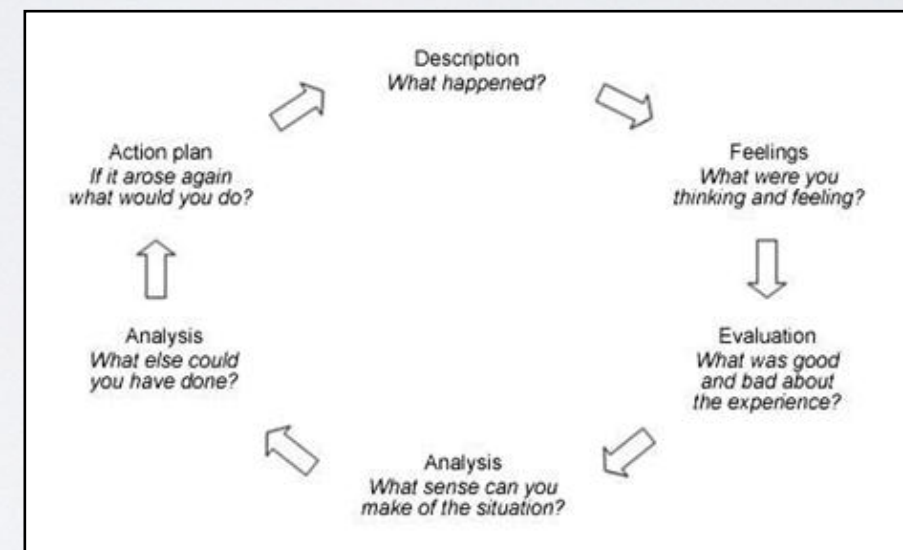 Description
What happened?
Feelings
What were you
thinking and feeling?
Evaluation
What was good
and bad about
the experience?
Analysis
What sense can you
make of the situation?
Analysis
What else could
you have done?
Action plan
If it arose again
what would you do?